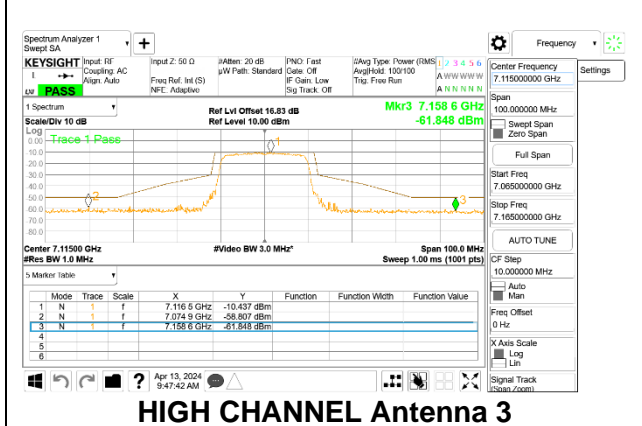 Spectrum Analyzer 1
Swept SA
+
Frequency
KEYSIGHT
Input: RF
Coupling: AC
Align: Auto
Input Z: 50 Ω
Freq Ref: Int (S)
NFE: Adaptive
#Atten: 20 dB
µW Path: Standard
PNO: Fast
Gate: Off
IF Gain: Low
Sig Track: Off
#Avg Type: Power (RMS
Avg|Hold: 100/100
Trig: Free Run
1 2 3 4 5 6
A W W W W W
A N N N N N
PASS
1 Spectrum
Scale/Div 10 dB
Ref Lvl Offset 16.83 dB
Ref Level 10.00 dBm
Mkr3 7.158 6 GHz
-61.848 dBm
Log
Trace 1 Pass
0.00
-10.0
-20.0
-30.0
-40.0
-50.0
-60.0
-70.0
-80.0
1
2
3
Center 7.11500 GHz
#Res BW 1.0 MHz
#Video BW 3.0 MHz*
Span 100.0 MHz
Sweep 1.00 ms (1001 pts)
5 Marker Table
Mode Trace Scale X Y Function Function Width Function Value
1 N 1 f 7.116 5 GHz -10.437 dBm
2 N 1 f 7.074 9 GHz -58.807 dBm
3 N 1 f 7.158 6 GHz -61.848 dBm
4
5
6
Apr 13, 2024
9:47:42 AM
Settings
Center Frequency
7.115000000 GHz
Span
100.000000 MHz
Swept Span
Zero Span
Full Span
Start Freq
7.065000000 GHz
Stop Freq
7.165000000 GHz
AUTO TUNE
CF Step
10.000000 MHz
Auto
Man
Freq Offset
0 Hz
X Axis Scale
Log
Lin
Signal Track
(Span Zoom)
HIGH CHANNEL Antenna 3